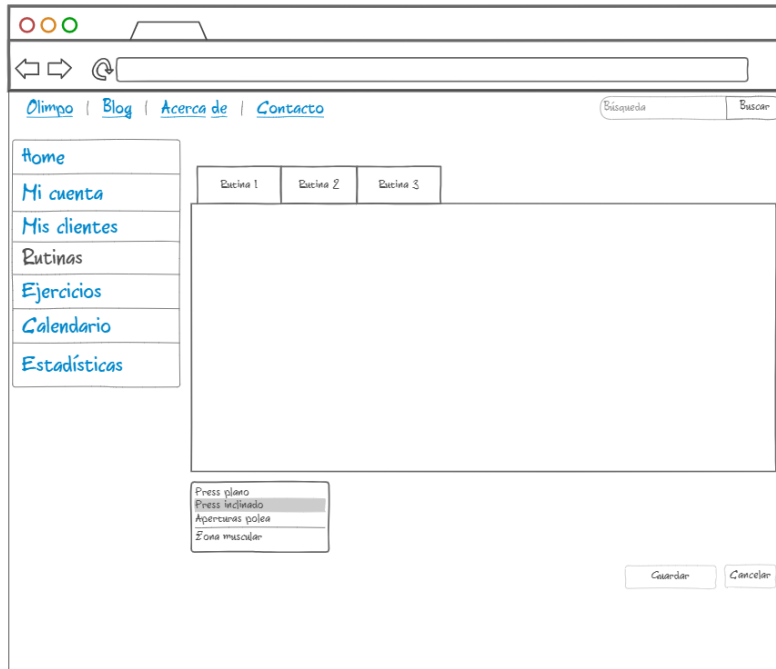 Olimpo | Blog | Acerca de | Contacto
Búsqueda Buscar
Home
Mi cuenta
Mis clientes
Rutinas
Ejercicios
Calendario
Estadísticas
Rutina 1 Rutina 2 Rutina 3
Press plano
Press inclinado
Aperturas polea
Zona muscular
Guardar Cancelar